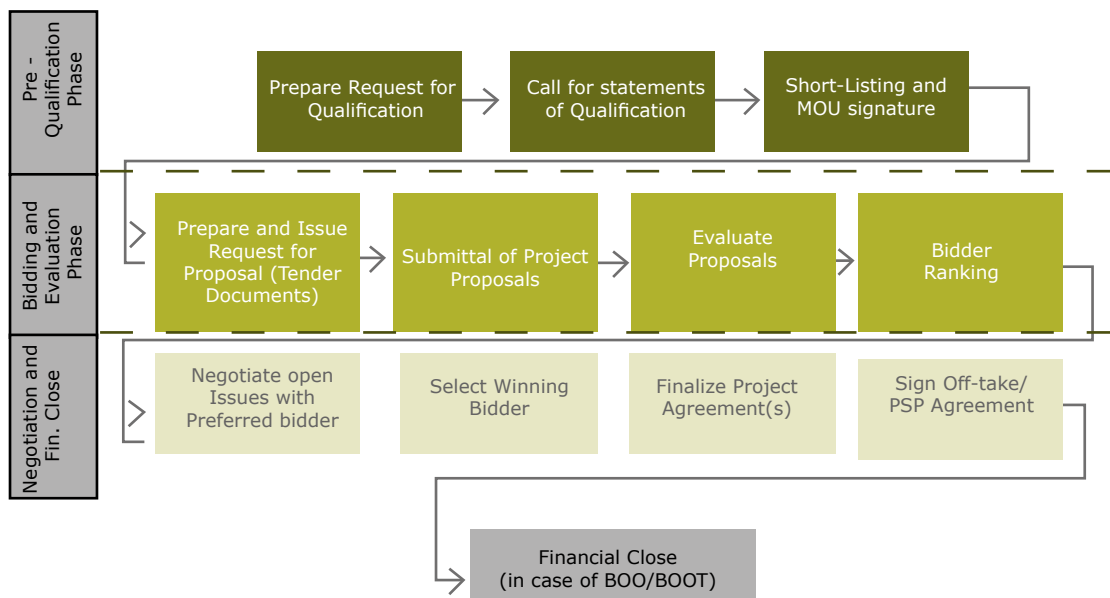 Pre -
Qualification
Phase
Prepare Request for
Qualification
Call for statements
of Qualification
Short-Listing and
MOU signature
Bidding and
Evaluation
Phase
Prepare and Issue
Request for
Proposal (Tender
Documents)
Submittal of Project
Proposals
Evaluate
Proposals
Bidder
Ranking
Negotiation and
Fin. Close
Negotiate open
Issues with
Preferred bidder
Select Winning
Bidder
Finalize Project
Agreement(s)
Sign Off-take/
PSP Agreement
Financial Close
(in case of BOO/BOOT)